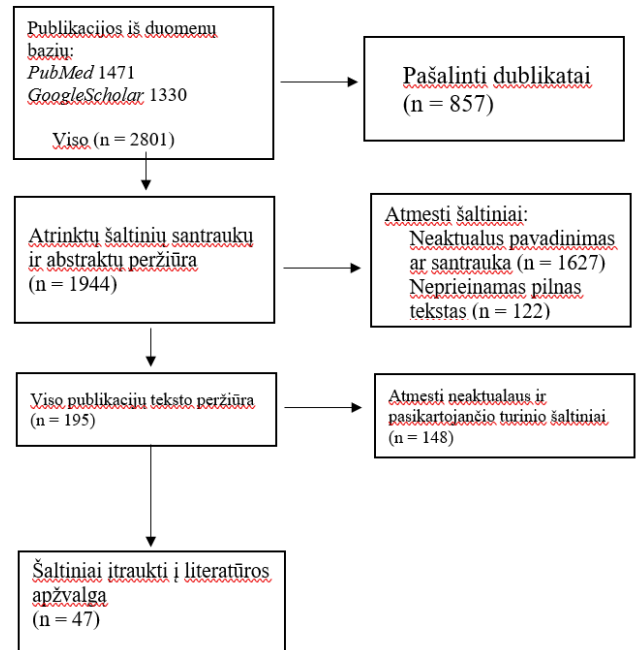 Publikacijos iš duomenų
bazių:
PubMed 1471
GoogleScholar 1330
Viso (n = 2801)
Pašalinti dublikatai
(n = 857)
Atrinktų šaltinių santraukų
ir abstraktų peržiūra
(n = 1944)
Atmesti šaltiniai:
Neaktualus pavadinimas
ar santrauka (n = 1627)
Neprieinamas pilnas
tekstas (n = 122)
Viso publikacijų teksto peržiūra
(n = 195)
Atmesti neaktualaus ir
pasikartojančio turinio šaltiniai
(n = 148)
Šaltiniai įtraukti į literatūros
apžvalgą
(n = 47)